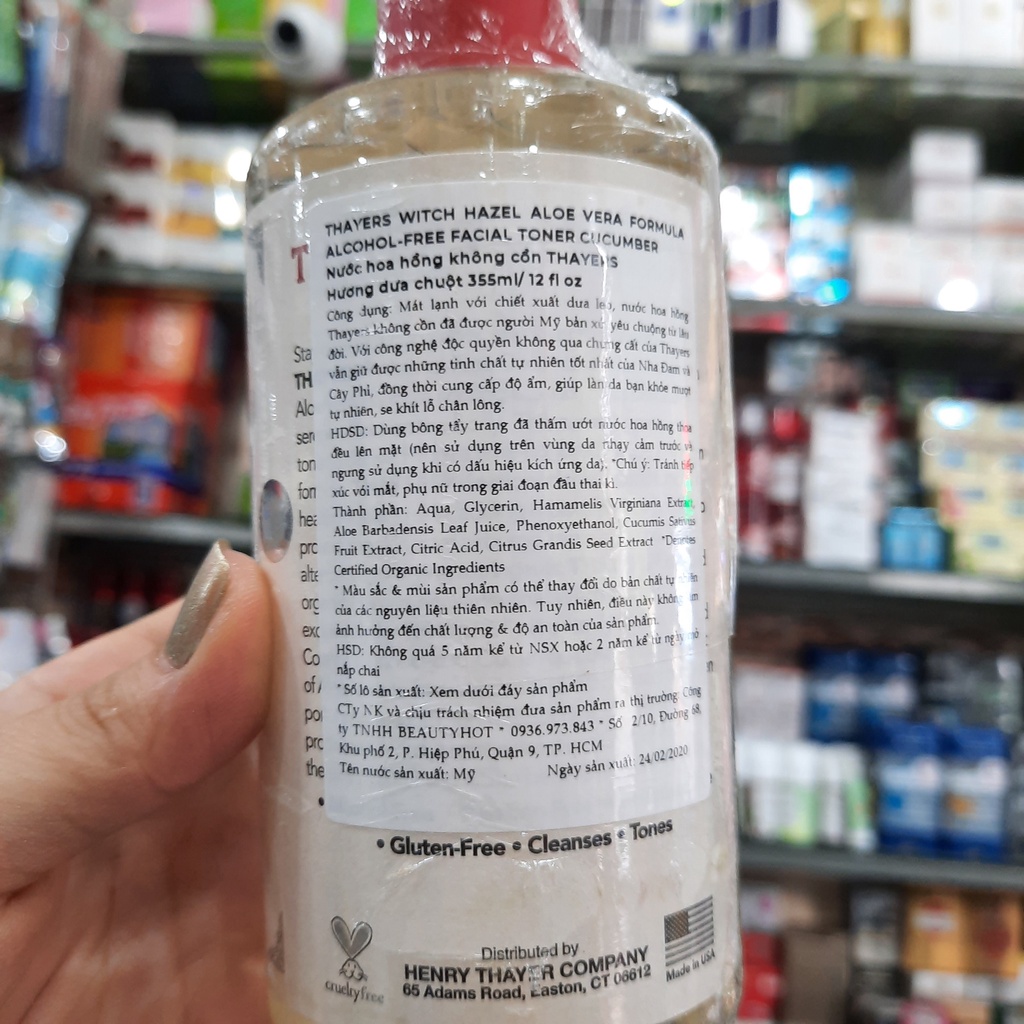 THAYERS WITCH HAZEL ALOE VERA FORMULA
ALCOHOL-FREE FACIAL TONER CUCUMBER
Nước hoa hồng không cồn THAYERS
Hương dưa chuột 355ml/ 12 fl oz
Công dụng: Mát lạnh với chiết xuất dưa leo, nước hoa hồng
Thayers không cồn đã được người Mỹ bản xứ yêu chuộng từ lâu
đời. Với công nghệ độc quyền không qua chưng cất của Thayers
vẫn giữ được những tinh chất tự nhiên tốt nhất của Nha Đam và
Cây Phỉ, đồng thời cung cấp độ ẩm, giúp làn da bạn khỏe mượt
tự nhiên, se khít lỗ chân lông.
HDSD: Dùng bông tẩy trang đã thấm ướt nước hoa hồng thoa
đều lên mặt (nên sử dụng trên vùng da nhạy cảm trước và
ngưng sử dụng khi có dấu hiệu kích ứng da). *Chú ý: Tránh tiếp
xúc với mắt, phụ nữ trong giai đoạn đầu thai kì.
Thành phần: Aqua, Glycerin, Hamamelis Virginiana Extract,
Aloe Barbadensis Leaf Juice, Phenoxyethanol, Cucumis Sativus
Fruit Extract, Citric Acid, Citrus Grandis Seed Extract *Denotes
Certified Organic Ingredients
* Màu sắc & mùi sản phẩm có thể thay đổi do bản chất tự nhiên
của các nguyên liệu thiên nhiên. Tuy nhiên, điều này không làm
ảnh hưởng đến chất lượng & độ an toàn của sản phẩm.
HSD: Không quá 5 năm kể từ NSX hoặc 2 năm kể từ ngày mở
nắp chai
* Số lô sản xuất: Xem dưới đáy sản phẩm
CTy NK và chịu trách nhiệm đưa sản phẩm ra thị trường: Công
ty TNHH BEAUTYHOT * 0936.973.843 * Số 2/10, Đường 68,
Khu phố 2, P. Hiệp Phú, Quận 9, TP. HCM
Tên nước sản xuất: Mỹ Ngày sản xuất: 24/02/2020
• Gluten-Free • Cleanses • Tones
cruelty free
Distributed by
HENRY THAYER COMPANY
65 Adams Road, Easton, CT 06612
Made in USA